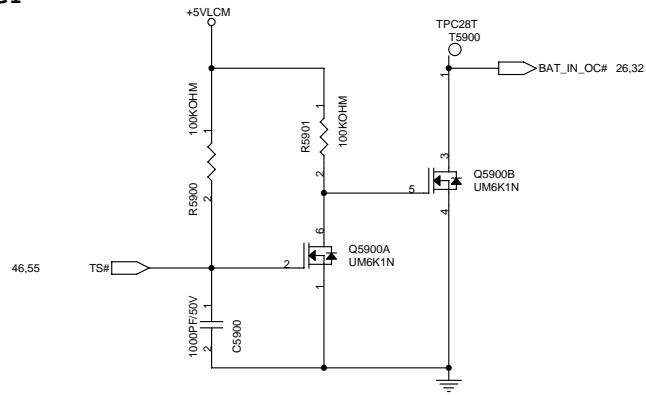 +5VLCM
TPC28T
T5900
1
BAT_IN_OC# 26,32
100KOHM
1
R5900
2
R5901
1
2
100KOHM
3
5
4
Q5900B
UM6K1N
6
2
1
Q5900A
UM6K1N
46,55
TS#
1000PF/50V
1
2
C5900